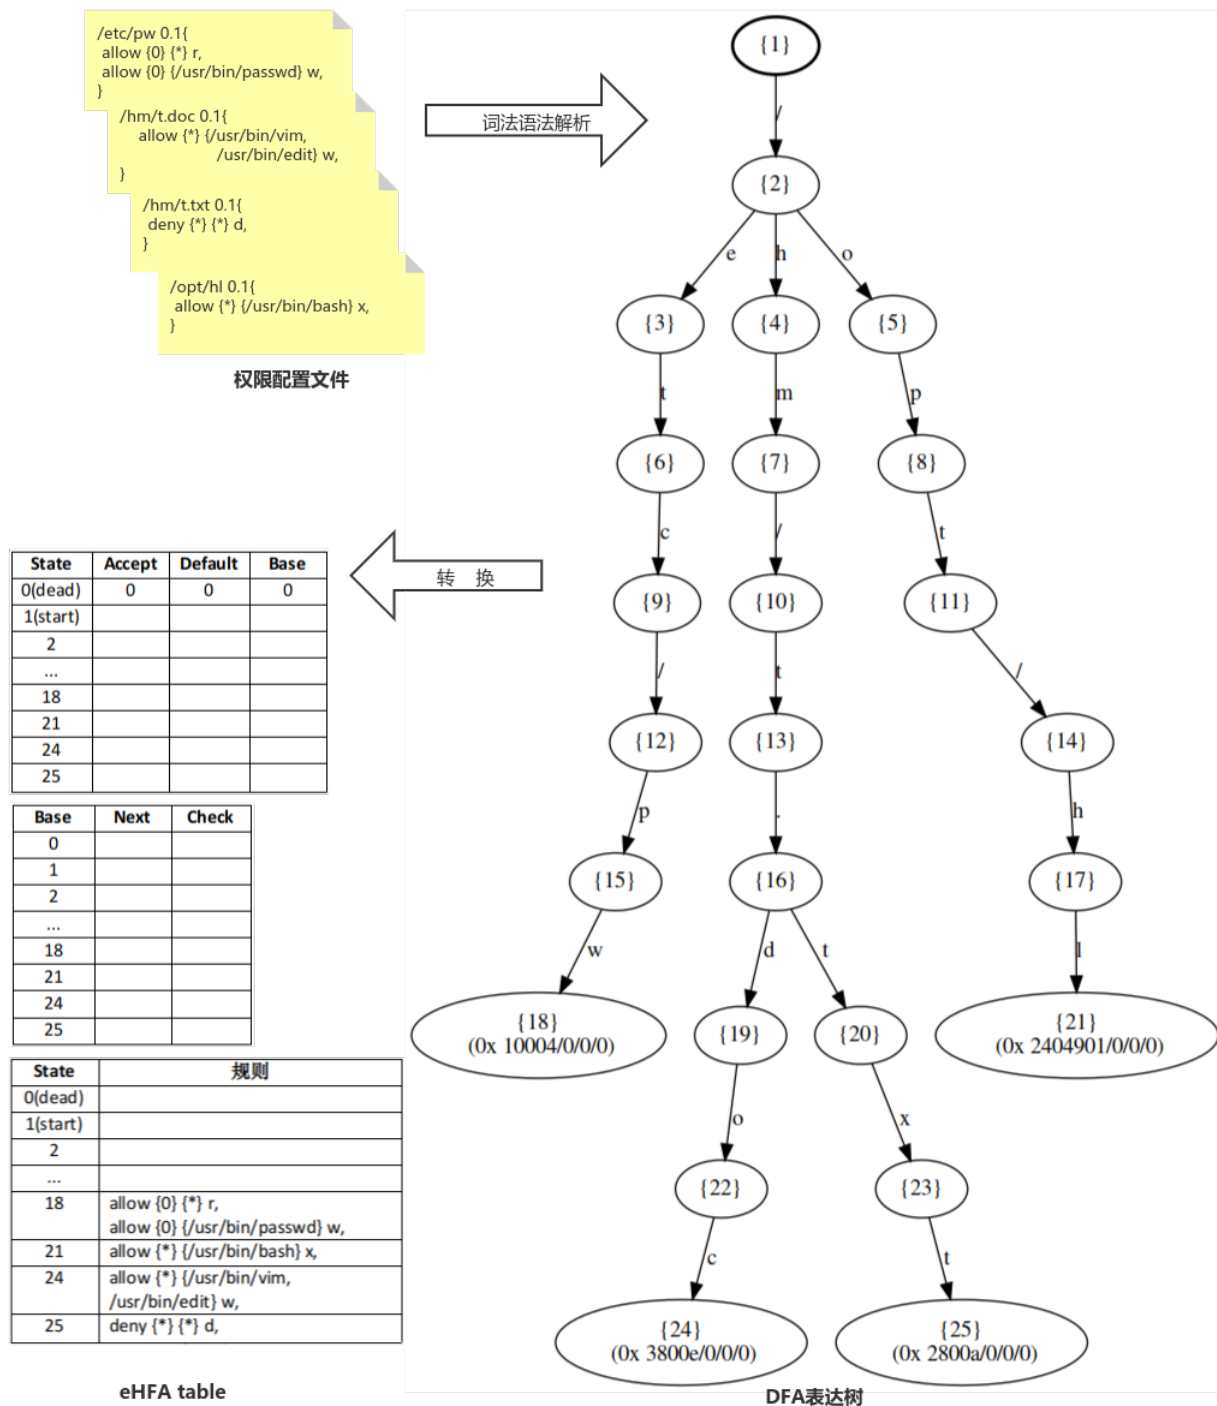 /etc/pw 0.1{
allow {0} {*} r,
allow {0} {/usr/bin/passwd} w,
}
/hm/t.doc 0.1{
allow {*} {/usr/bin/vim,
/usr/bin/edit} w,
}
/hm/t.txt 0.1{
deny {*} {*} d,
}
/opt/hl 0.1{
allow {*} {/usr/bin/bash} x,
}
权限配置文件
词法语法解析
{1}
/
{2}
e h o
{3} {4} {5}
t m p
{6} {7} {8}
c / t
{9} {10} {11}
/ t /
{12} {13} {14}
p . h
{15} {16} {17}
w d t l
{18}
(0x 10004/0/0/0)
{19} {20}
{21}
(0x 2404901/0/0/0)
o x
{22} {23}
c t
{24}
(0x 3800e/0/0/0)
{25}
(0x 2800a/0/0/0)
DFA表达树
转 换
State Accept Default Base
0(dead) 0 0 0
1(start)
2
...
18
21
24
25
Base Next Check
0
1
2
...
18
21
24
25
State 规则
0(dead)
1(start)
2
...
18 allow {0} {*} r,
allow {0} {/usr/bin/passwd} w,
21 allow {*} {/usr/bin/bash} x,
24 allow {*} {/usr/bin/vim,
/usr/bin/edit} w,
25 deny {*} {*} d,
eHFA table